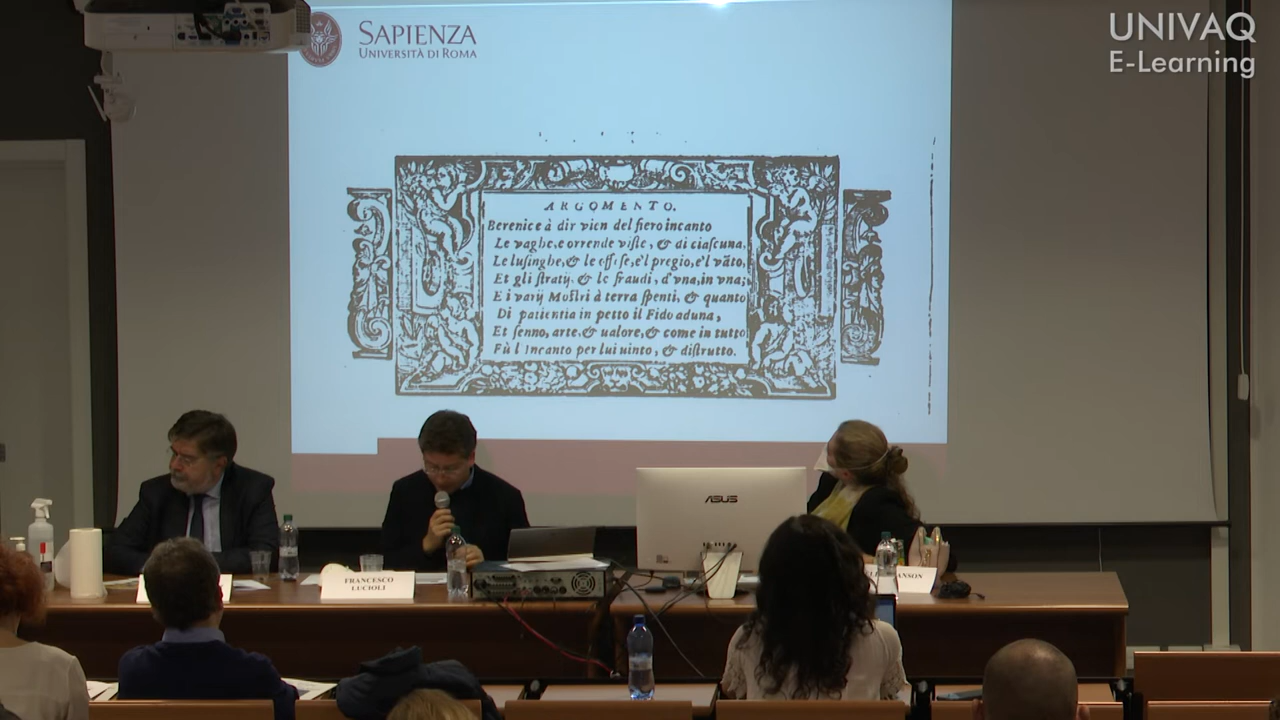 SAPIENZA
UNIVERSITÀ DI ROMA
UNIVAQ
E-Learning
ARGOMENTO.
Berenice à dir vien del fiero incanto
Le vaghe, e orrende viste, & di ciaſcuna,
Le luſinghe, & le offeſe, e'l pregio, e'l vāto,
Et gli ſtratij, & le fraudi, d'vna, in vna;
E i varij Moſtri à terra ſpenti, & quanto
Di patientia in petto il Fido aduna,
Et ſenno, arte, & ualore, & come in tutto
Fù l'Incanto per lui uinto, & diſtrutto.
ASUS
FRANCESCO
LUCIOLI
ANSON